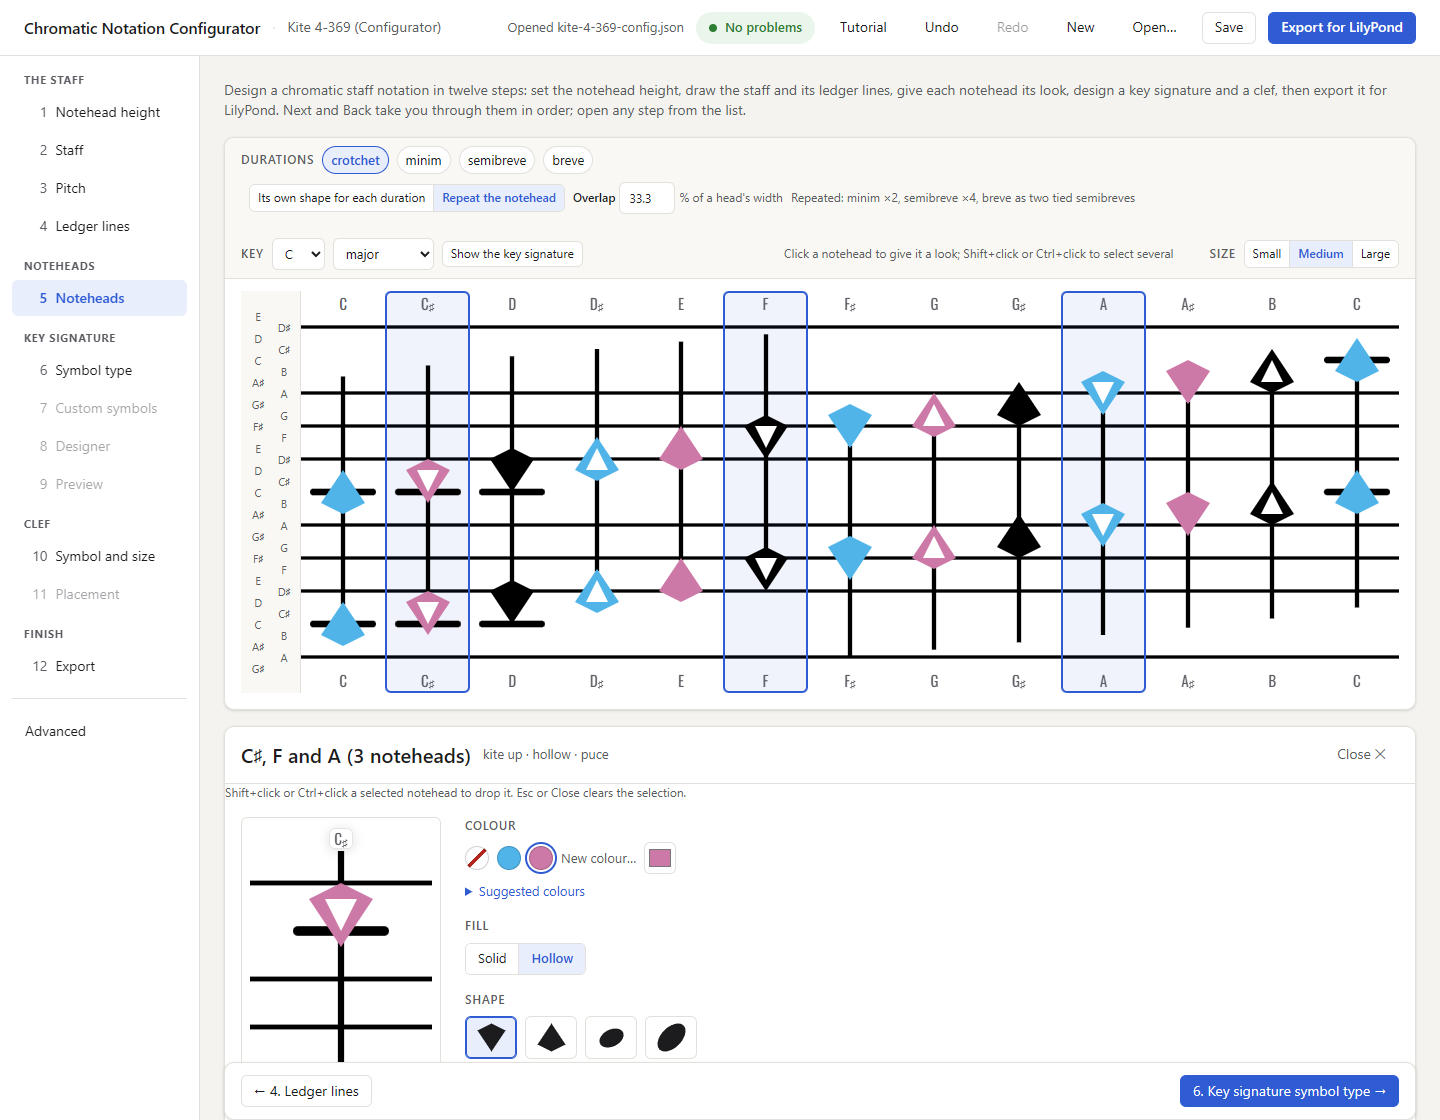 Chromatic Notation Configurator · Kite 4-369 (Configurator) Opened kite-4-369-config.json No problems Tutorial Undo Redo New Open... Save Export for LilyPond
THE STAFF
1 Notehead height
2 Staff
3 Pitch
4 Ledger lines
NOTEHEADS
5 Noteheads
KEY SIGNATURE
6 Symbol type
7 Custom symbols
8 Designer
9 Preview
CLEF
10 Symbol and size
11 Placement
FINISH
12 Export
Advanced
Design a chromatic staff notation in twelve steps: set the notehead height, draw the staff and its ledger lines, give each notehead its look, design a key signature and a clef, then export it for
LilyPond. Next and Back take you through them in order; open any step from the list.
DURATIONS crotchet minim semibreve breve
Its own shape for each duration Repeat the notehead Overlap 33.3 % of a head's width Repeated: minim ×2, semibreve ×4, breve as two tied semibreves
KEY C major Show the key signature Click a notehead to give it a look; Shift+click or Ctrl+click to select several SIZE Small Medium Large
C C♯ D D♯ E F F♯ G G♯ A A♯ B C
E
D♯
D
C♯
C
B
A♯
A
G♯
G
F♯
F
E
D♯
D
C♯
C
B
A♯
A
G♯
G
F♯
F
E
D♯
D
C♯
C
B
A♯
A
G♯
C C♯ D D♯ E F F♯ G G♯ A A♯ B C
C♯, F and A (3 noteheads) kite up · hollow · puce Close ×
Shift+click or Ctrl+click a selected notehead to drop it. Esc or Close clears the selection.
C♯
COLOUR
New colour...
▶ Suggested colours
FILL
Solid Hollow
SHAPE
← 4. Ledger lines
6. Key signature symbol type →